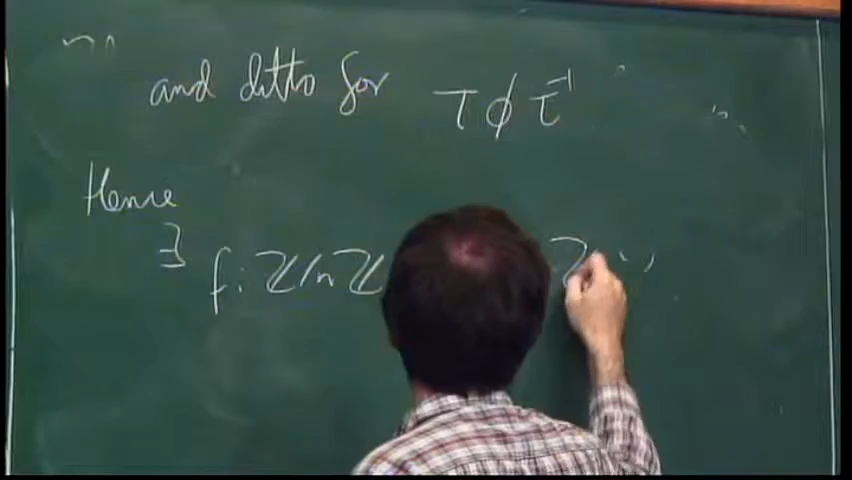 and ditto for τ ϕ τ⁻¹
Hence
∃ f: ℤ/nℤ ℤ